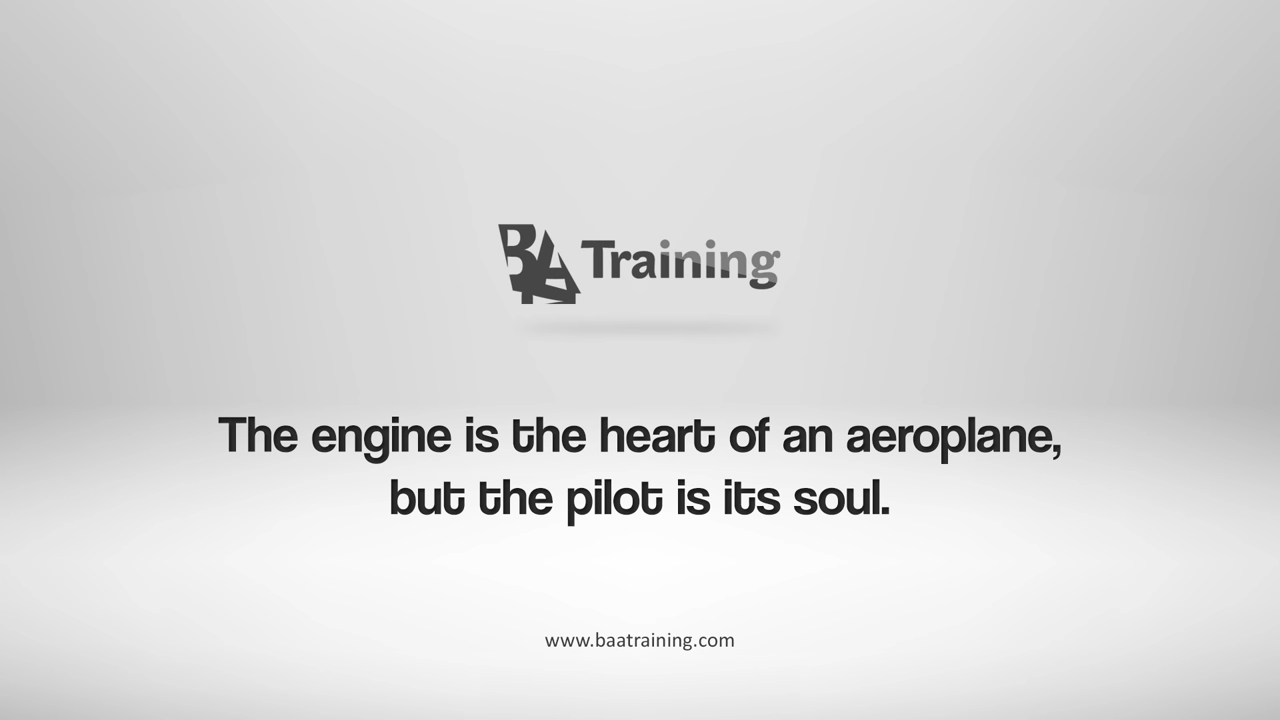 BAA Training
The engine is the heart of an aeroplane,
but the pilot is its soul.
www.baatraining.com